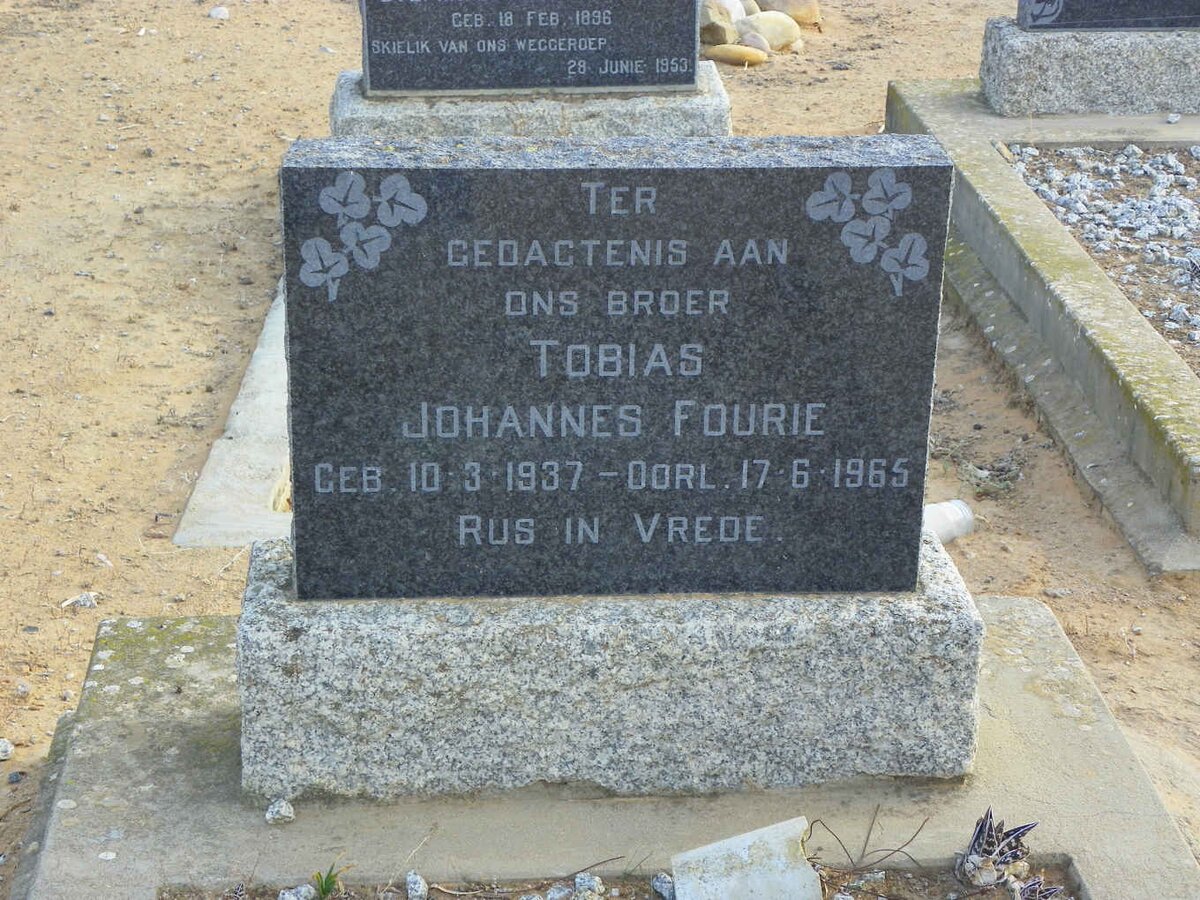 GEB. 18 FEB. 1896
SKIELIK VAN ONS WEGGEROEP
28 JUNIE 1953.
TER
GEDAGTENIS AAN
ONS BROER
TOBIAS
JOHANNES FOURIE
GEB. 10-3-1937 – OORL. 17-6-1965
RUS IN VREDE.